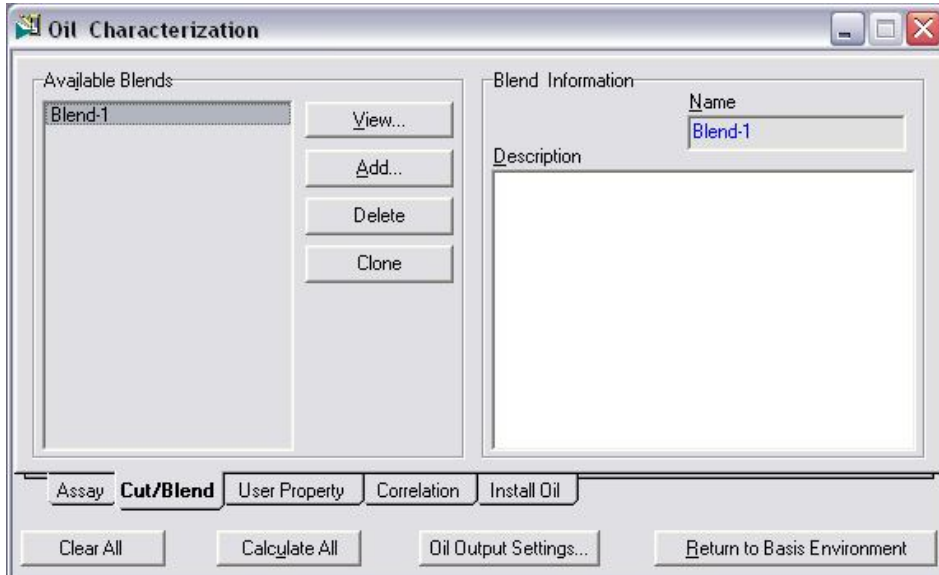 Oil Characterization
Available Blends
Blend-1
View...
Add...
Delete
Clone
Blend Information
Name
Blend-1
Description
Assay Cut/Blend User Property Correlation Install Oil
Clear All Calculate All Oil Output Settings... Return to Basis Environment